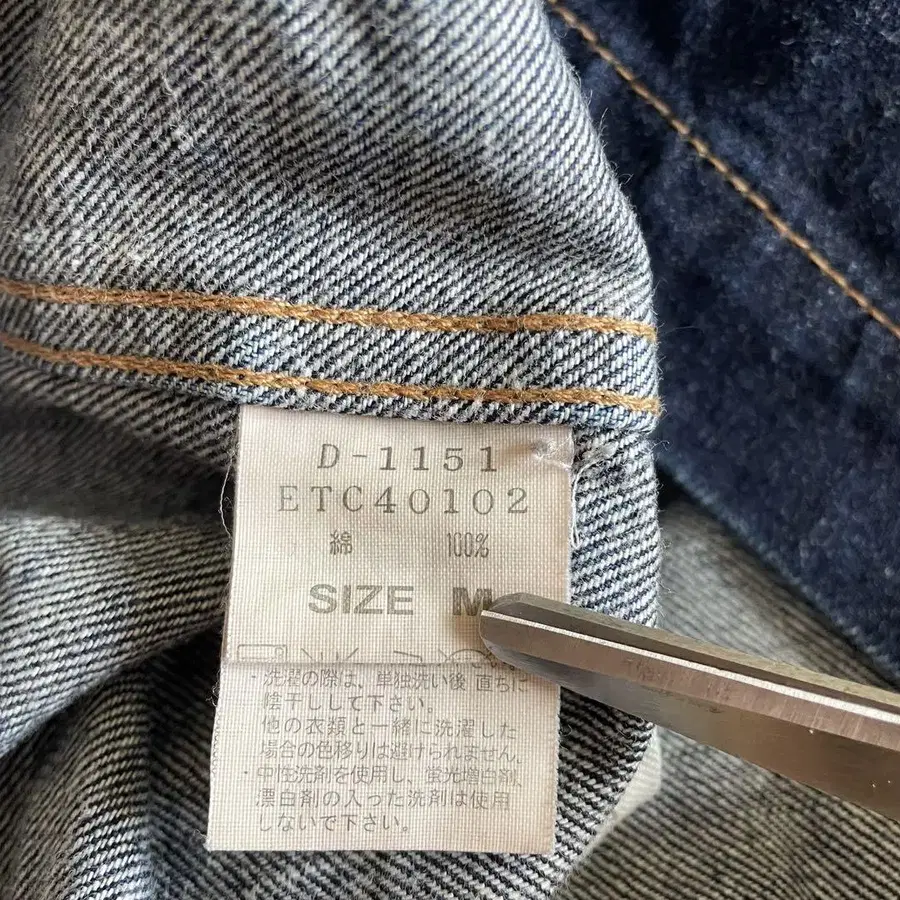 D-1151
ETC40102
綿 100%
SIZE M
・洗濯の際は、単独洗い後 直ちに
陰干しして下さい。
他の衣類と一緒に洗濯した
場合の色移りは避けられません。
・中性洗剤を使用し、蛍光増白剤、
漂白剤の入った洗剤は使用
しないで下さい。